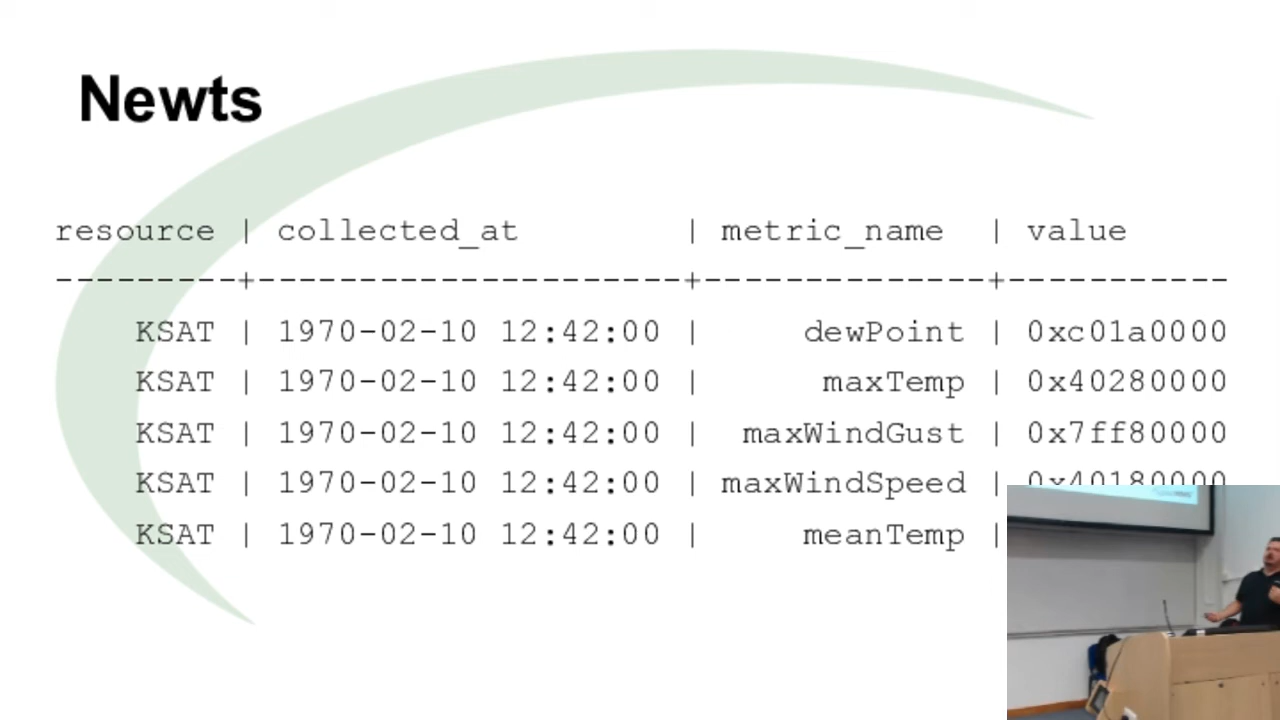 Newts
resource | collected_at | metric_name | value
---------+---------------------+--------------+-----------
KSAT | 1970-02-10 12:42:00 | dewPoint | 0xc01a0000
KSAT | 1970-02-10 12:42:00 | maxTemp | 0x40280000
KSAT | 1970-02-10 12:42:00 | maxWindGust | 0x7ff80000
KSAT | 1970-02-10 12:42:00 | maxWindSpeed | 0x40180000
KSAT | 1970-02-10 12:42:00 | meanTemp |